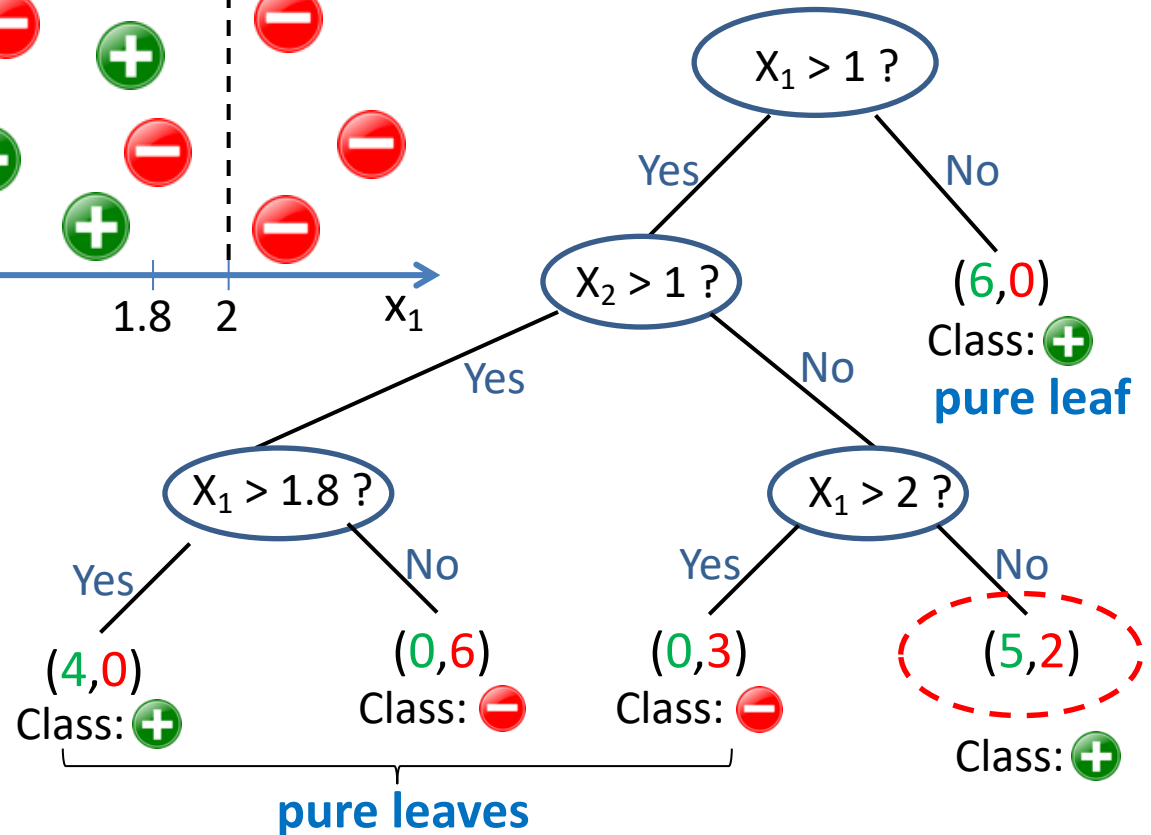 X₁ > 1 ?
Yes
No
X₂ > 1 ?
(6,0)
Class:
pure leaf
1.8 2 x₁
Yes
No
X₁ > 1.8 ?
X₁ > 2 ?
Yes
No
Yes
No
(4,0)
(0,6)
(0,3)
(5,2)
Class:
Class:
Class:
Class:
pure leaves